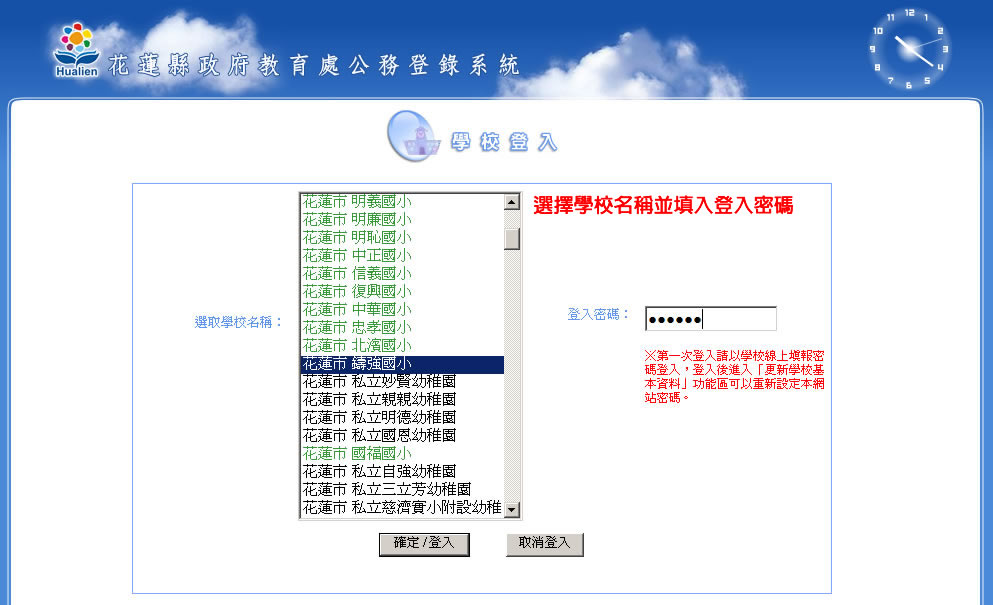 Hualien
花蓮縣政府教育處公務登錄系統
11 12 1
10 2
9 3
8 4
7 6 5
學校登入
選擇學校名稱並填入登入密碼
選取學校名稱：
花蓮市 明義國小
花蓮市 明廉國小
花蓮市 明恥國小
花蓮市 中正國小
花蓮市 信義國小
花蓮市 復興國小
花蓮市 中華國小
花蓮市 忠孝國小
花蓮市 北濱國小
花蓮市 鑄強國小
花蓮市 私立妙賢幼稚園
花蓮市 私立親親幼稚園
花蓮市 私立明德幼稚園
花蓮市 私立國恩幼稚園
花蓮市 國福國小
花蓮市 私立自強幼稚園
花蓮市 私立三立芳幼稚園
花蓮市 私立慈濟實小附設幼稚
登入密碼：
●●●●●●
※第一次登入請以學校線上填報密
碼登入，登入後進入「更新學校基
本資料」功能區可以重新設定本網
站密碼。
確定/登入
取消登入